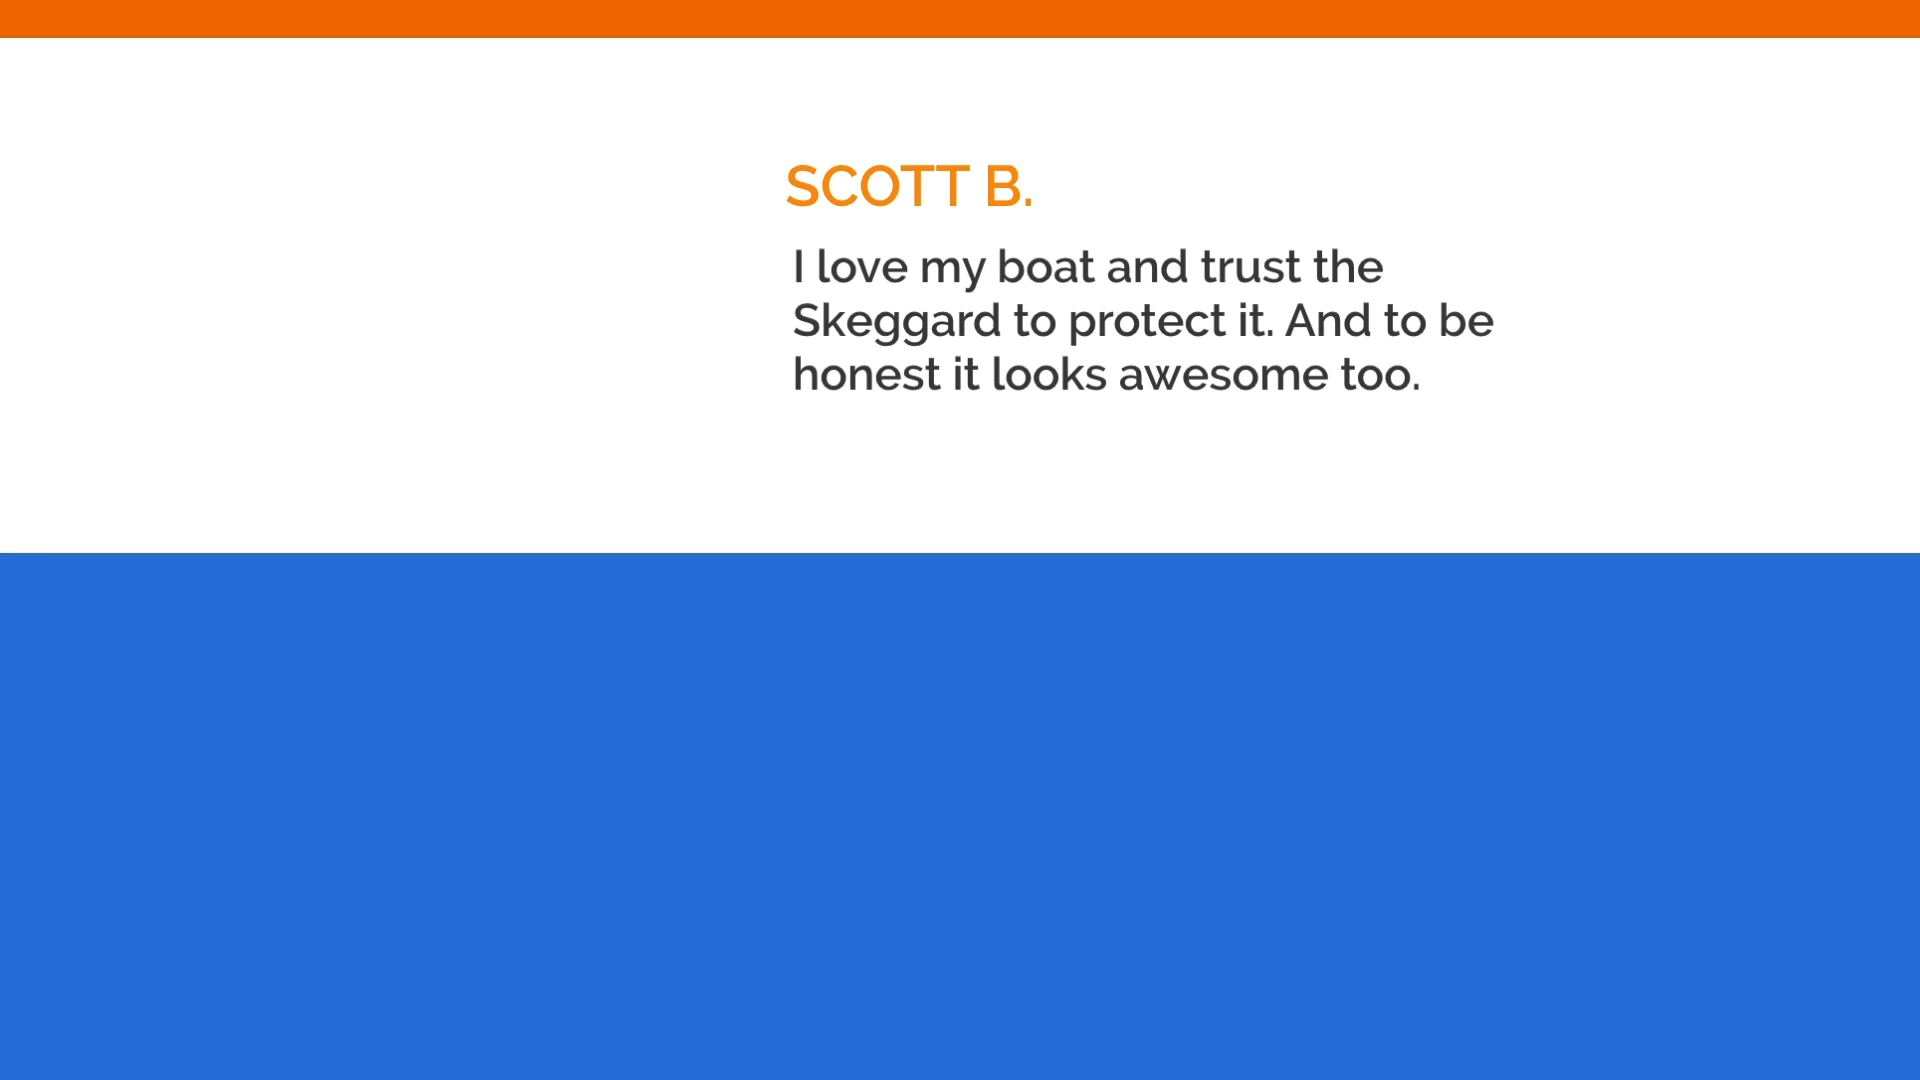 SCOTT B.
I love my boat and trust the
Skeggard to protect it. And to be
honest it looks awesome too.